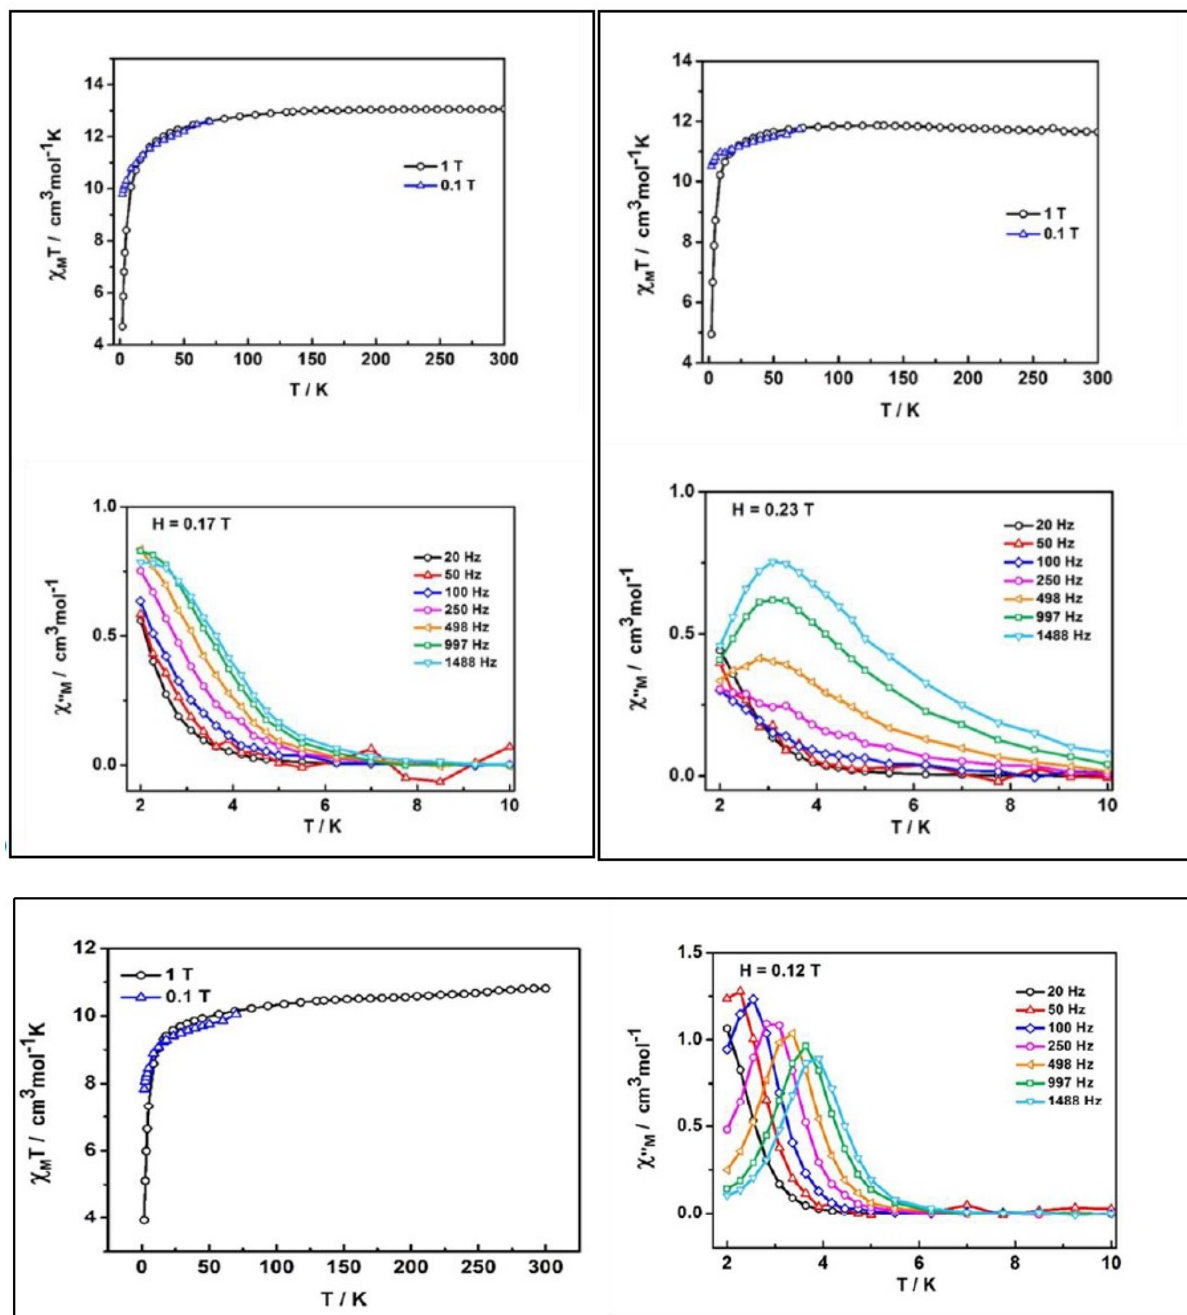 14
12
10
8
6
4
χMT / cm3mol-1K
1 T
0.1 T
0 50 100 150 200 250 300
T / K
14
12
10
8
6
4
χMT / cm3mol-1K
1 T
0.1 T
0 50 100 150 200 250 300
T / K
1.0
0.5
0.0
χ"M / cm3mol-1
H = 0.17 T
20 Hz
50 Hz
100 Hz
250 Hz
498 Hz
997 Hz
1488 Hz
2 4 6 8 10
T / K
1.0
0.5
0.0
χ"M / cm3mol-1
H = 0.23 T
20 Hz
50 Hz
100 Hz
250 Hz
498 Hz
997 Hz
1488 Hz
2 4 6 8 10
T / K
12
10
8
6
4
χMT / cm3mol-1K
1 T
0.1 T
0 50 100 150 200 250 300
T / K
1.5
1.0
0.5
0.0
χ"M / cm3mol-1
H = 0.12 T
20 Hz
50 Hz
100 Hz
250 Hz
498 Hz
997 Hz
1488 Hz
2 4 6 8 10
T / K